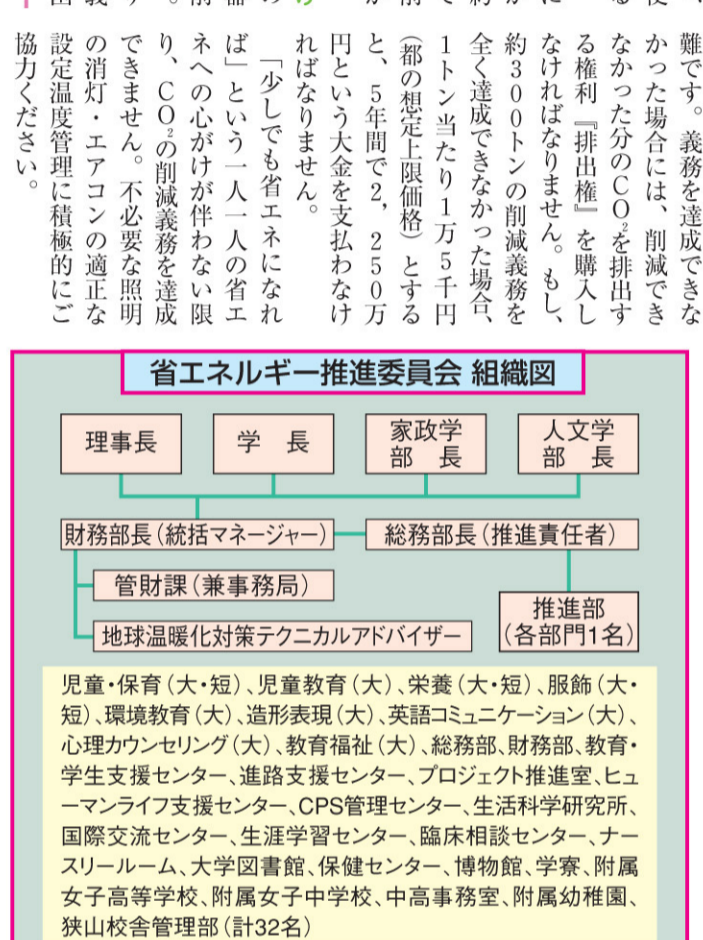 難です。義務を達成できな
かった場合には、削減でき
なかった分のCO₂を排出す
る権利『排出権』を購入し
なければなりません。もし、
約300トンの削減義務を
全く達成できなかった場合、
1トン当たり1万5千円
（都の想定上限価格）とする
と、5年間で2，250万
円という大金を支払わなけ
ればなりません。
「少しでも省エネになれ
ば」という一人一人の省エ
ネへの心がけが伴わない限
り、CO₂の削減義務を達成
できません。不必要な照明
の消灯・エアコンの適正な
設定温度管理に積極的にご
協力ください。
省エネルギー推進委員会 組織図
理事長
学　長
家政学
部　長
人文学
部　長
財務部長（統括マネージャー）
総務部長（推進責任者）
管財課（兼事務局）
地球温暖化対策テクニカルアドバイザー
推進部
（各部門1名）
児童・保育（大・短）、児童教育（大）、栄養（大・短）、服飾（大・
短）、環境教育（大）、造形表現（大）、英語コミュニケーション（大）、
心理カウンセリング（大）、教育福祉（大）、総務部、財務部、教育・
学生支援センター、進路支援センター、プロジェクト推進室、ヒュ
ーマンライフ支援センター、CPS管理センター、生活科学研究所、
国際交流センター、生涯学習センター、臨床相談センター、ナー
スリールーム、大学図書館、保健センター、博物館、学寮、附属
女子高等学校、附属女子中学校、中高事務室、附属幼稚園、
狭山校舎管理部（計32名）